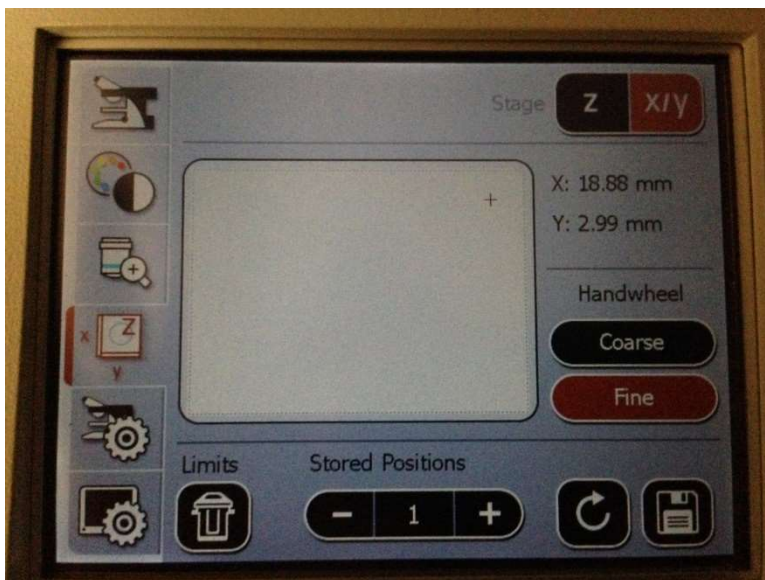 Stage Z X/Y
X: 18.88 mm
Y: 2.99 mm
Handwheel
Coarse
Fine
x Z
y
Limits Stored Positions
- 1 +